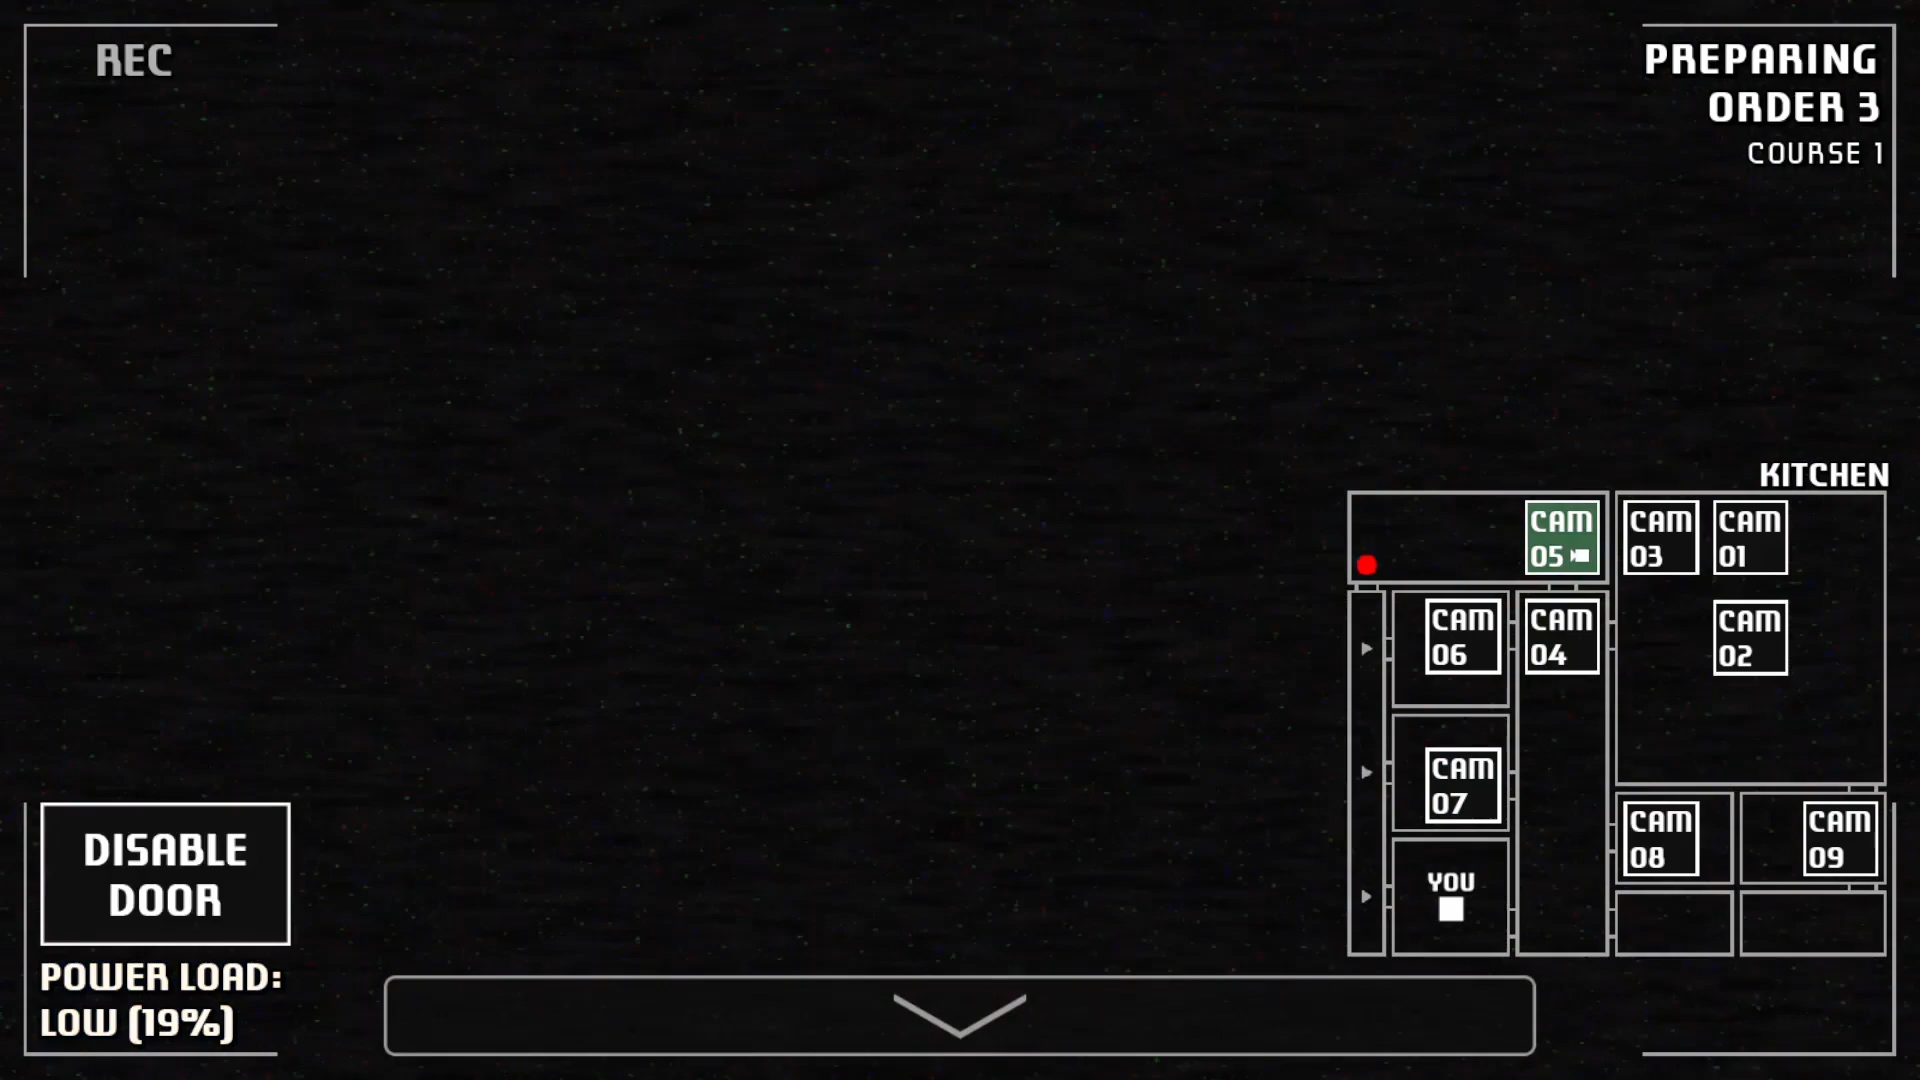 REC
PREPARING
ORDER 3
COURSE 1
KITCHEN
CAM
05
CAM
03
CAM
01
CAM
06
CAM
04
CAM
02
CAM
07
CAM
08
CAM
09
YOU
DISABLE
DOOR
POWER LOAD:
LOW (19%)